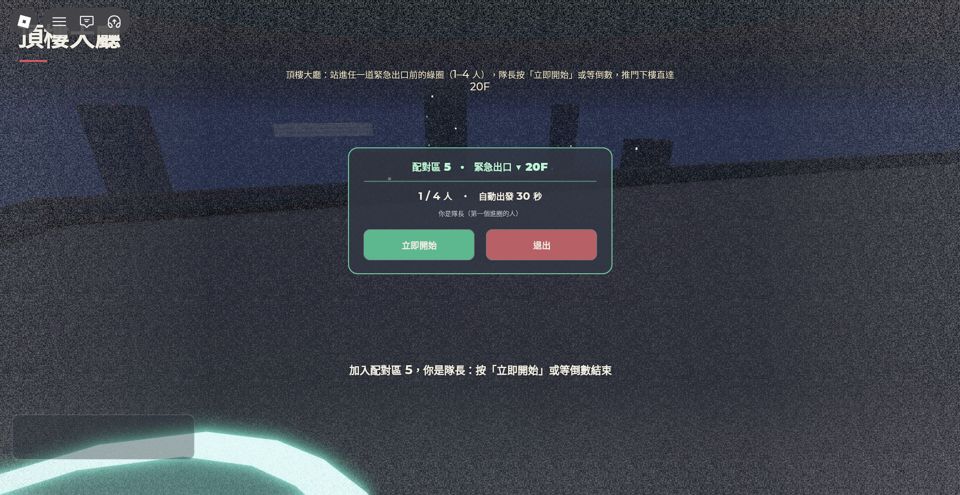 頂樓大廳
頂樓大廳：站進任一道緊急出口前的綠圈（1–4 人），隊長按「立即開始」或等倒數，推門下樓直達
20F
配對區 5 • 緊急出口 ▼ 20F
1 / 4 人 • 自動出發 30 秒
你是隊長（第一個進圈的人）
立即開始 退出
加入配對區 5，你是隊長：按「立即開始」或等倒數結束